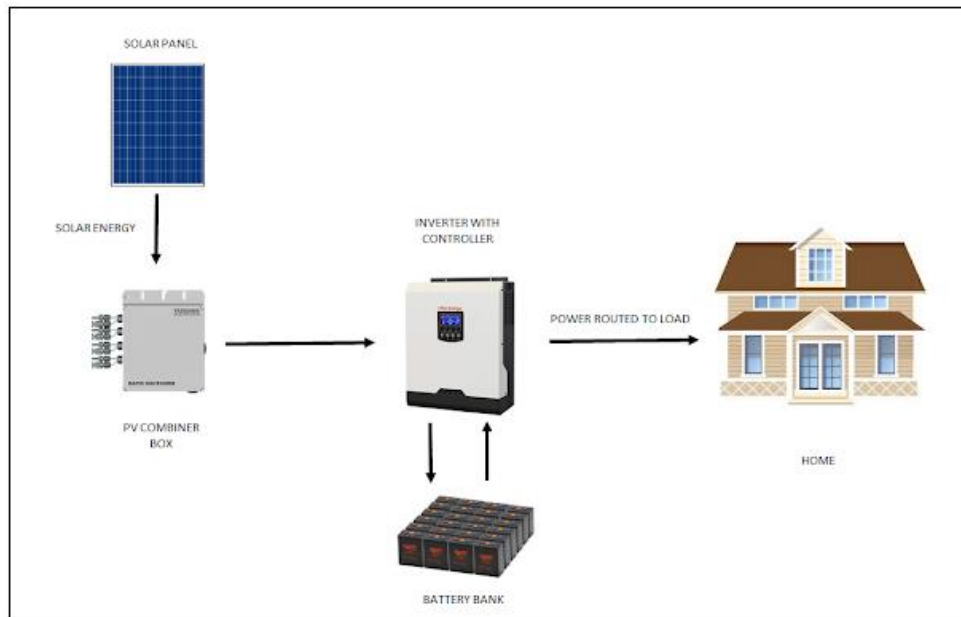 SOLAR PANEL
SOLAR ENERGY
INVERTER WITH
CONTROLLER
POWER ROUTED TO LOAD
PV COMBINER
BOX
HOME
BATTERY BANK